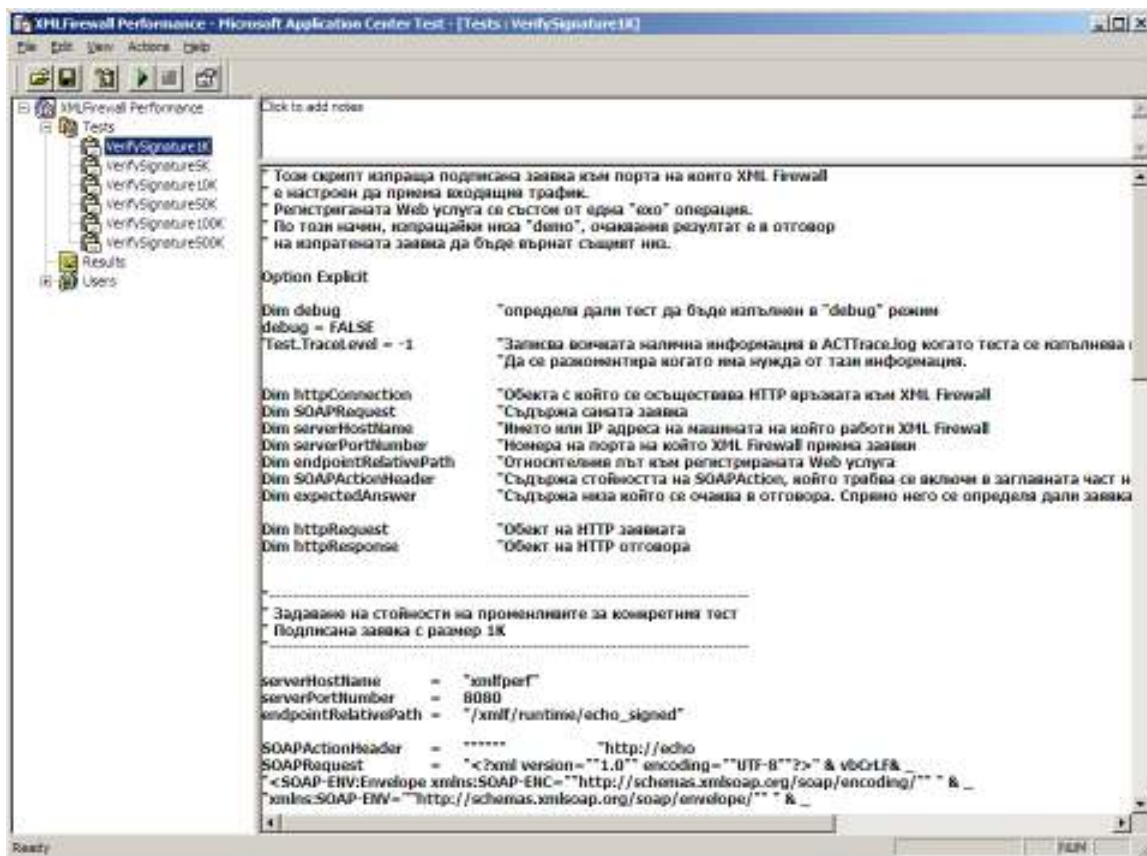 XMLFirewall Performance - Microsoft Application Center Test - [Tests : VerifySignature1K]
File Edit View Actions Help
XMLFirewall Performance
Tests
VerifySignature1K
VerifySignature5K
VerifySignature10K
VerifySignature50K
VerifySignature100K
VerifySignature500K
Results
Users
Click to add notes
' Този скрипт изпраща подписана заявка към порта на който XML Firewall
' е настроен да приема входящия трафик.
' Регистриганата Web услуга се състои от една "ехо" операция.
' По този начин, изпращайки низа "demo", очаквания резултат е в отговор
' на изпратената заявка да бъде върнат същият низ.
Option Explicit
Dim debug 'определя дали тест да бъде изпълнен в "debug" режим
debug = FALSE
'Test.TraceLevel = -1 'Записва всичката налична информация в ACTTrace.log когато теста се изпълнева
'Да се разкоментира когато има нужда от тази информация.
Dim httpConnection 'Обекта с който се осъществява HTTP връзката към XML Firewall
Dim SOAPRequest 'Съдържа самата заявка
Dim serverHostName 'Името или IP адреса на машината на който работи XML Firewall
Dim serverPortNumber 'Номера на порта на който XML Firewall приема заявки
Dim endpointRelativePath 'Относителния път към регистрираната Web услуга
Dim SOAPActionHeader 'Съдържа стойността на SOAPAction, който трябва се включи в заглавната част н
Dim expectedAnswer 'Съдържа низа който се очаква в отговора. Спрямо него се определя дали заявка
Dim httpRequest 'Обект на HTTP заявката
Dim httpResponse 'Обект на HTTP отговора
' Задаване на стойности на променливите за конкретния тест
' Подписана заявка с размер 1K
serverHostName = "xmlfperf"
serverPortNumber = 8080
endpointRelativePath = "/xmlf/runtime/echo_signed"
SOAPActionHeader = """""" 'http://echo
SOAPRequest = "<?xml version=""1.0"" encoding=""UTF-8""?>" & vbCrLf& _
"<SOAP-ENV:Envelope xmlns:SOAP-ENC=""http://schemas.xmlsoap.org/soap/encoding/"" " & _
"xmlns:SOAP-ENV=""http://schemas.xmlsoap.org/soap/envelope/"" " & _
Ready
NUM